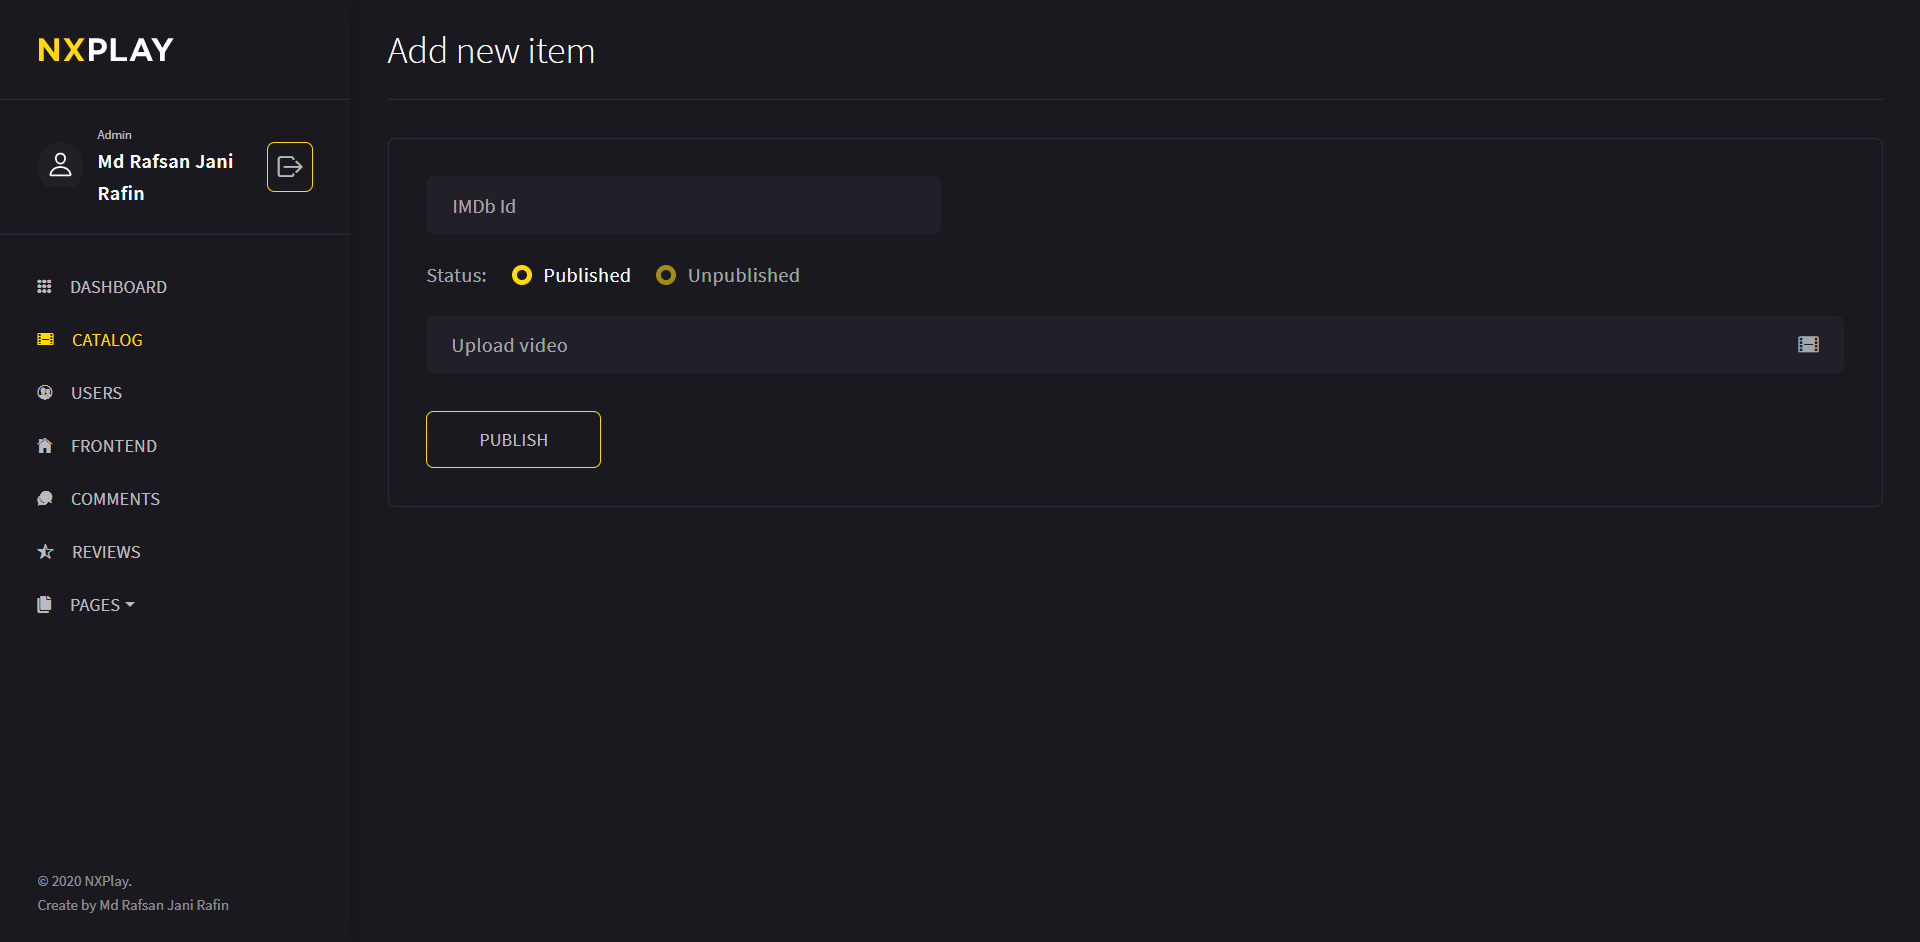 NXPLAY
Admin
Md Rafsan Jani
Rafin
DASHBOARD
CATALOG
USERS
FRONTEND
COMMENTS
REVIEWS
PAGES
© 2020 NXPlay.
Create by Md Rafsan Jani Rafin
Add new item
IMDb Id
Status: Published Unpublished
Upload video
PUBLISH